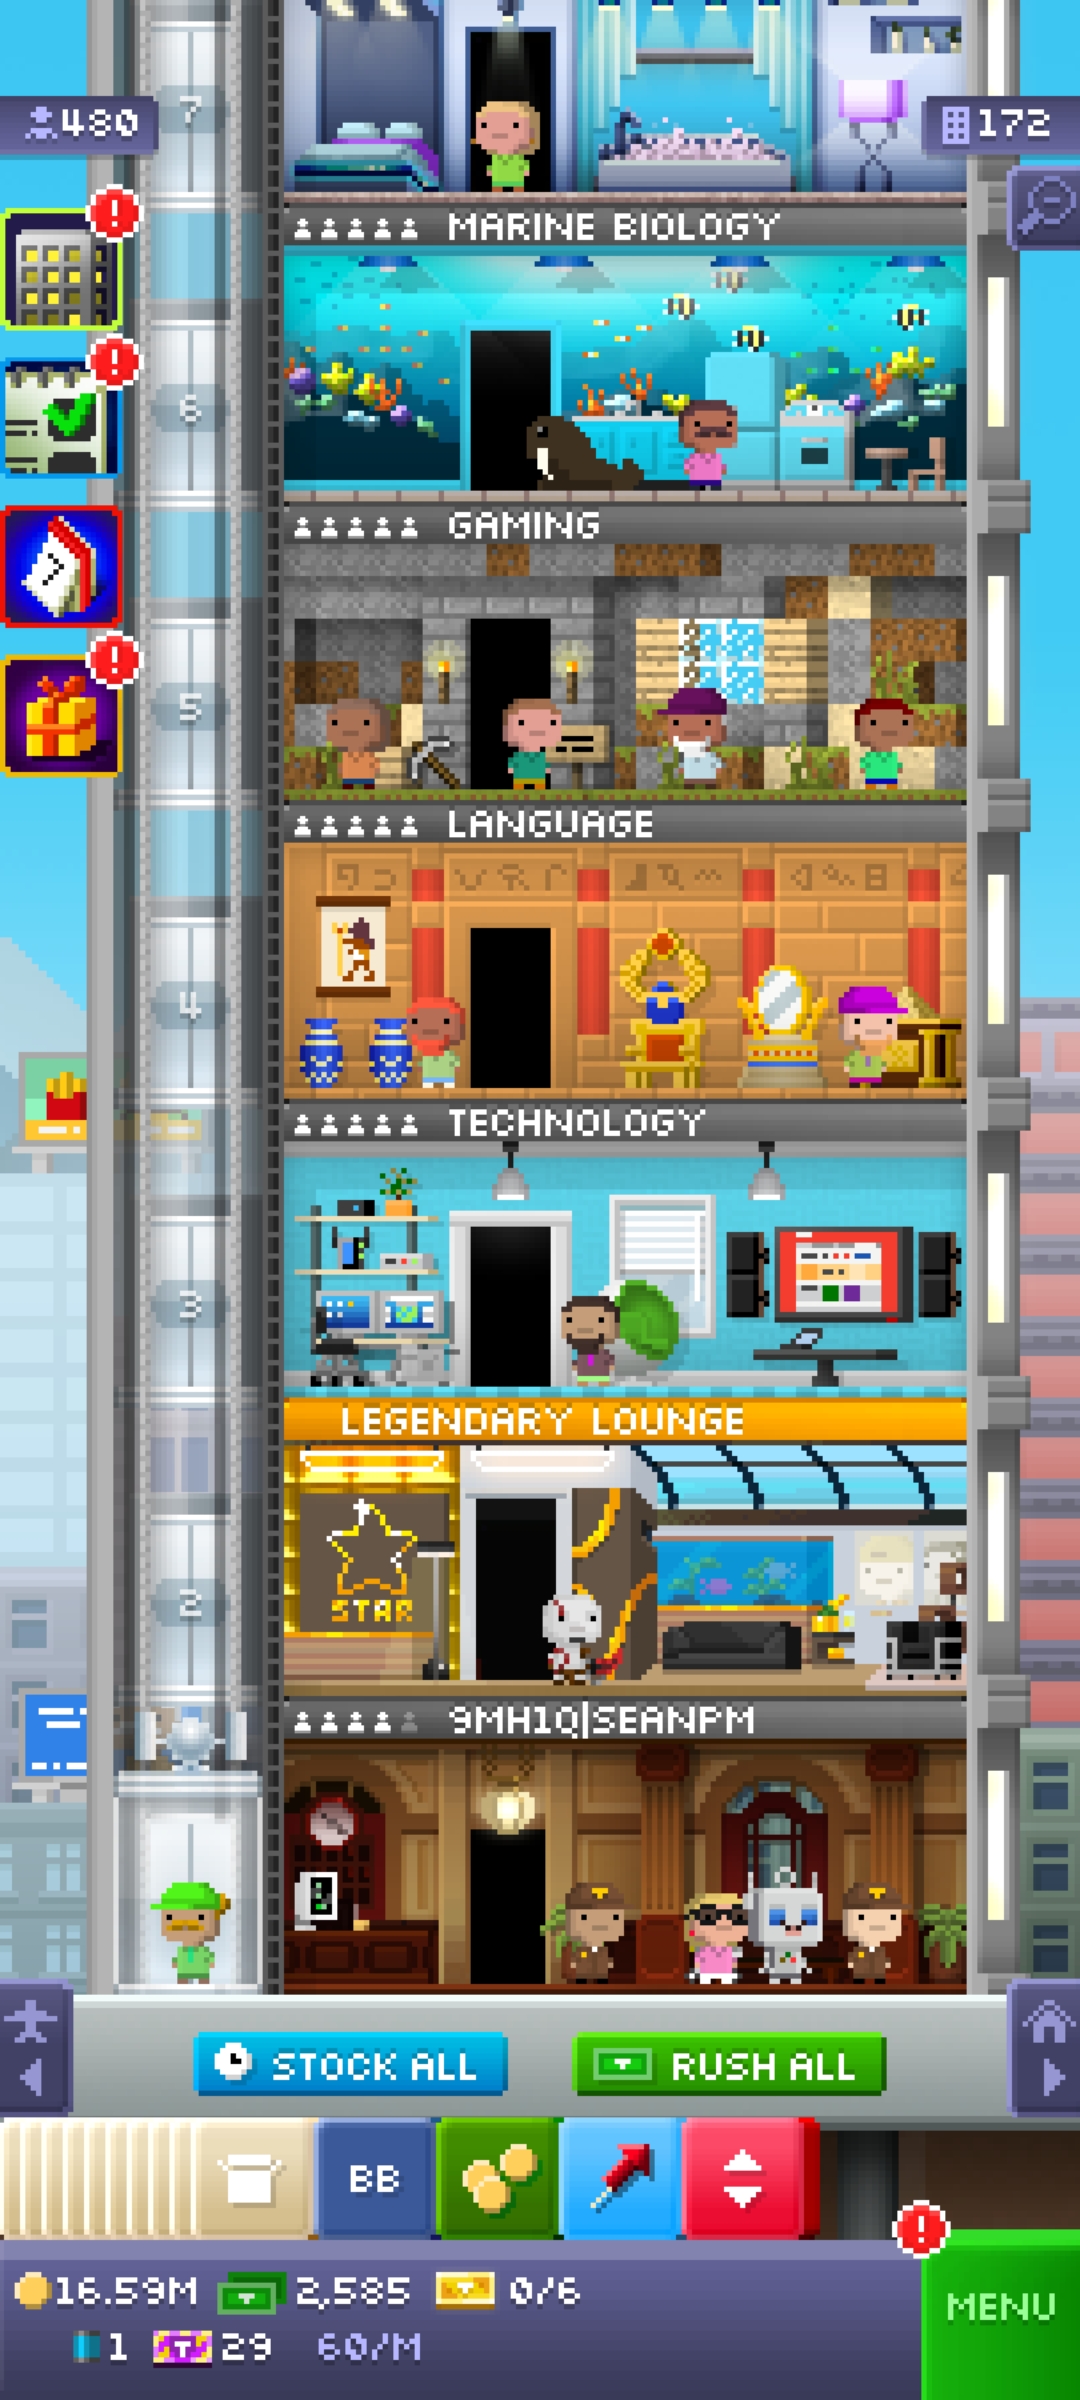 7
480
172
MARINE BIOLOGY
6
GAMING
7
5
LANGUAGE
4
TECHNOLOGY
3
LEGENDARY LOUNGE
STAR
2
9MH1Q|SEANPM
STOCK ALL
RUSH ALL
BB
16.59M 2,585 0/6
MENU
1 29 60/M